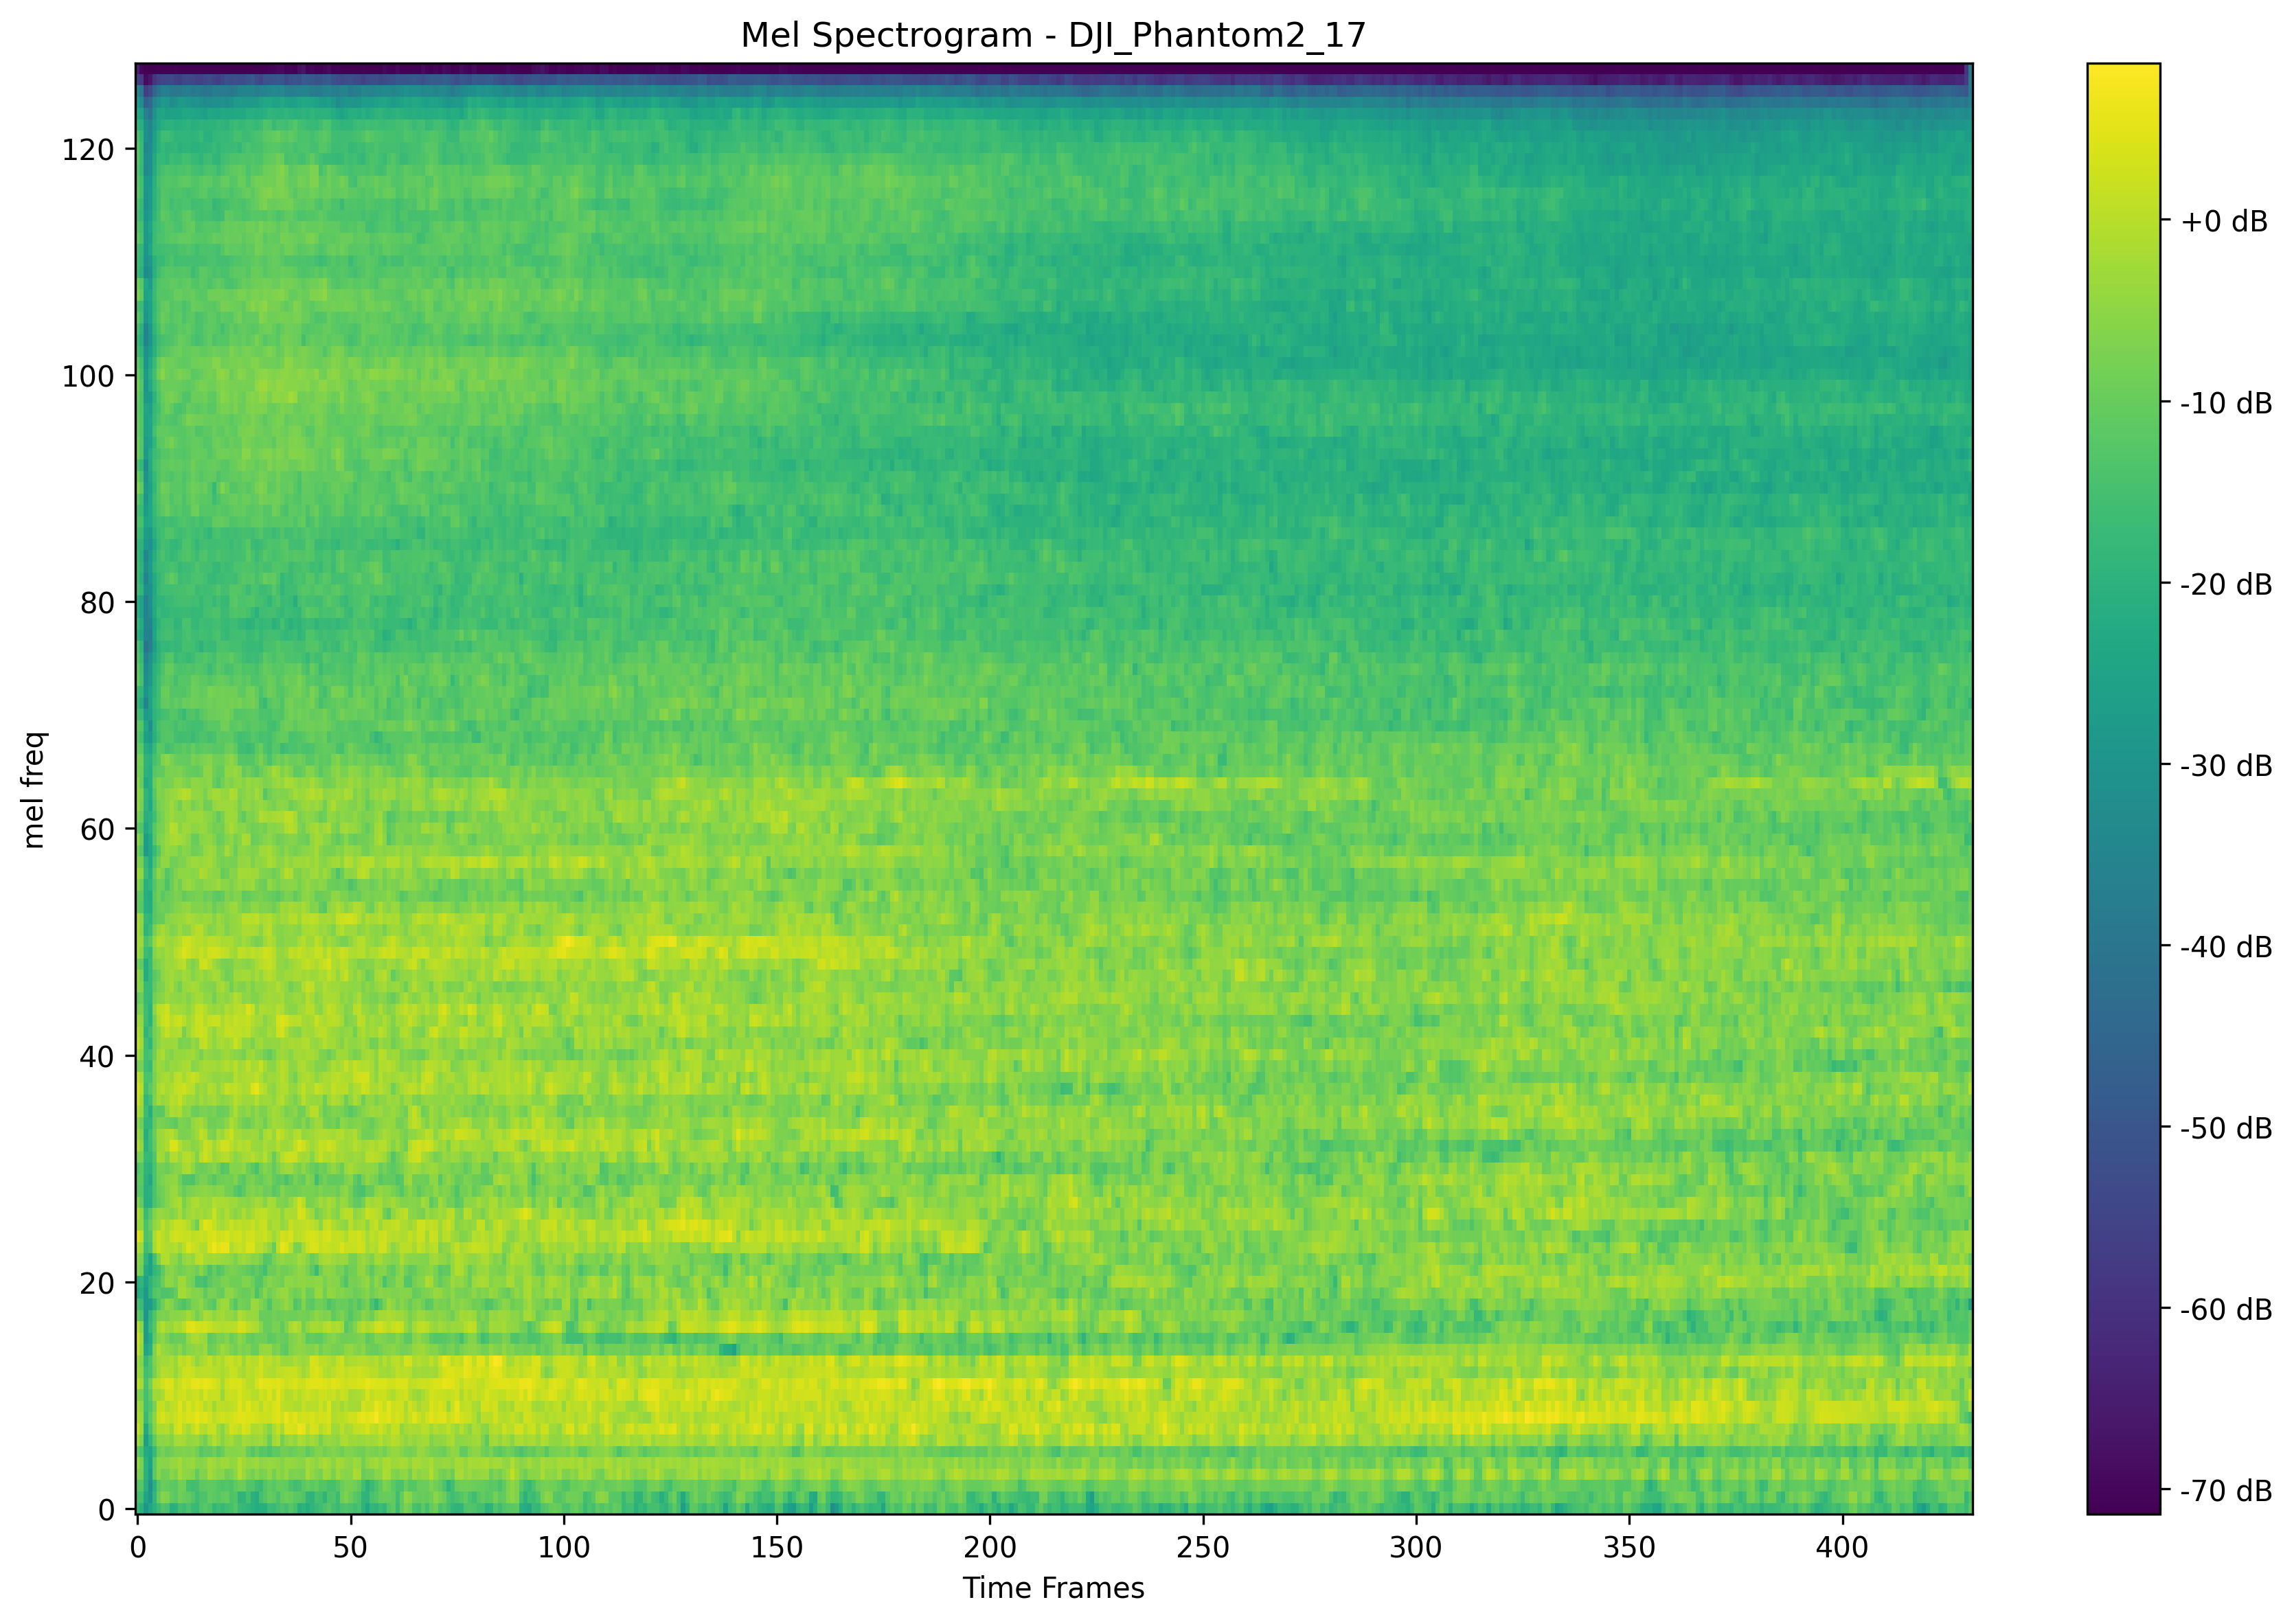 Mel Spectrogram - DJI_Phantom2_17
mel freq
120
100
80
60
40
20
0
0 50 100 150 200 250 300 350 400
Time Frames
+0 dB
-10 dB
-20 dB
-30 dB
-40 dB
-50 dB
-60 dB
-70 dB